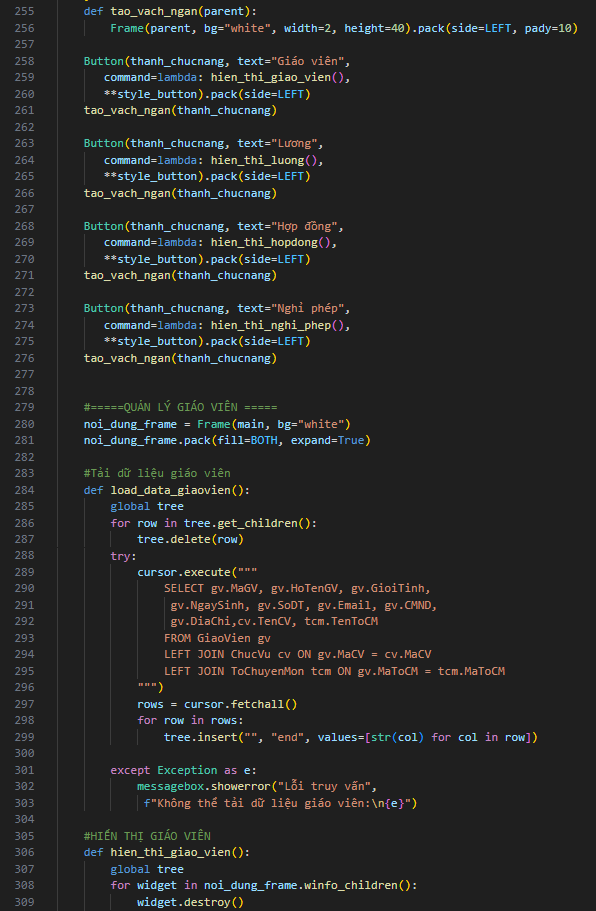 255 def tao_vach_ngan(parent):
256 Frame(parent, bg="white", width=2, height=40).pack(side=LEFT, pady=10)
257
258 Button(thanh_chucnang, text="Giáo viên",
259 command=lambda: hien_thi_giao_vien(),
260 **style_button).pack(side=LEFT)
261 tao_vach_ngan(thanh_chucnang)
262
263 Button(thanh_chucnang, text="Lương",
264 command=lambda: hien_thi_luong(),
265 **style_button).pack(side=LEFT)
266 tao_vach_ngan(thanh_chucnang)
267
268 Button(thanh_chucnang, text="Hợp đồng",
269 command=lambda: hien_thi_hopdong(),
270 **style_button).pack(side=LEFT)
271 tao_vach_ngan(thanh_chucnang)
272
273 Button(thanh_chucnang, text="Nghỉ phép",
274 command=lambda: hien_thi_nghi_phep(),
275 **style_button).pack(side=LEFT)
276 tao_vach_ngan(thanh_chucnang)
277
278
279 #=====QUẢN LÝ GIÁO VIÊN =====
280 noi_dung_frame = Frame(main, bg="white")
281 noi_dung_frame.pack(fill=BOTH, expand=True)
282
283 #Tải dữ liệu giáo viên
284 def load_data_giaovien():
285 global tree
286 for row in tree.get_children():
287 tree.delete(row)
288 try:
289 cursor.execute("""
290 SELECT gv.MaGV, gv.HoTenGV, gv.GioiTinh,
291 gv.NgaySinh, gv.SoDT, gv.Email, gv.CMND,
292 gv.DiaChi,cv.TenCV, tcm.TenToCM
293 FROM GiaoVien gv
294 LEFT JOIN ChucVu cv ON gv.MaCV = cv.MaCV
295 LEFT JOIN ToChuyenMon tcm ON gv.MaToCM = tcm.MaToCM
296 """)
297 rows = cursor.fetchall()
298 for row in rows:
299 tree.insert("", "end", values=[str(col) for col in row])
300
301 except Exception as e:
302 messagebox.showerror("Lỗi truy vấn",
303 f"Không thể tải dữ liệu giáo viên:\n{e}")
304
305 #HIỂN THỊ GIÁO VIÊN
306 def hien_thi_giao_vien():
307 global tree
308 for widget in noi_dung_frame.winfo_children():
309 widget.destroy()